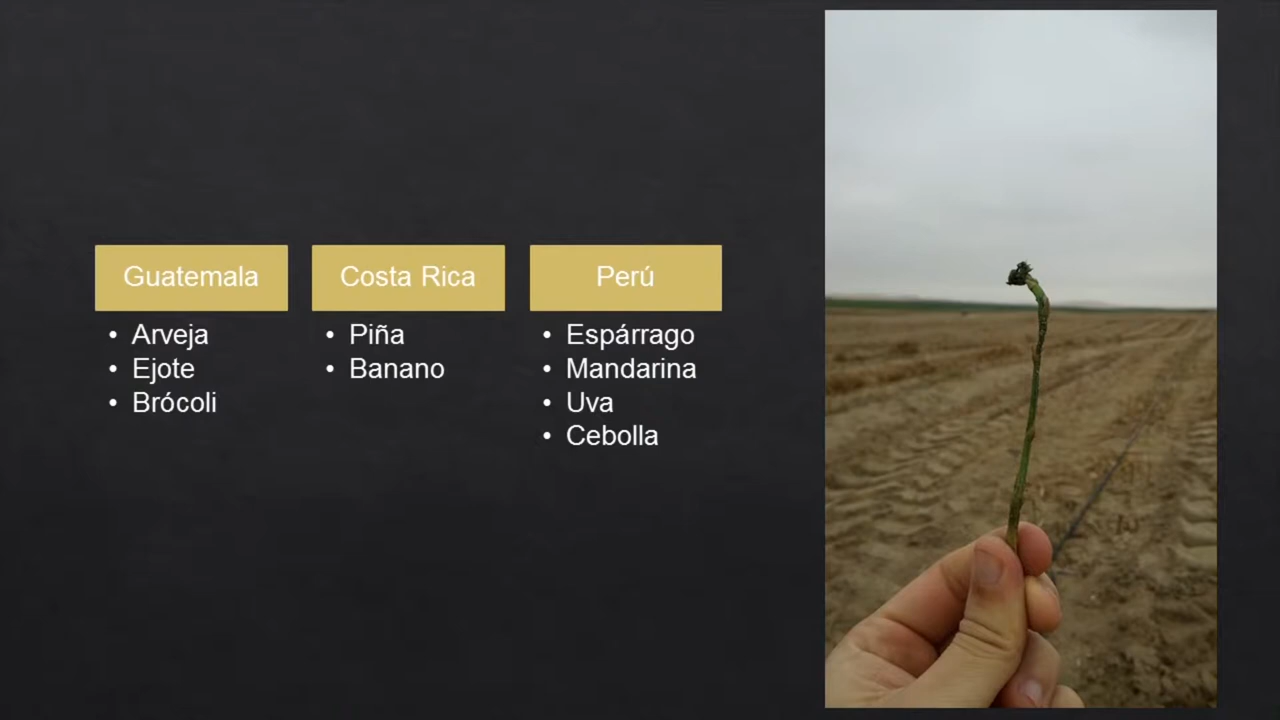 Guatemala
• Arveja
• Ejote
• Brócoli
Costa Rica
• Piña
• Banano
Perú
• Espárrago
• Mandarina
• Uva
• Cebolla